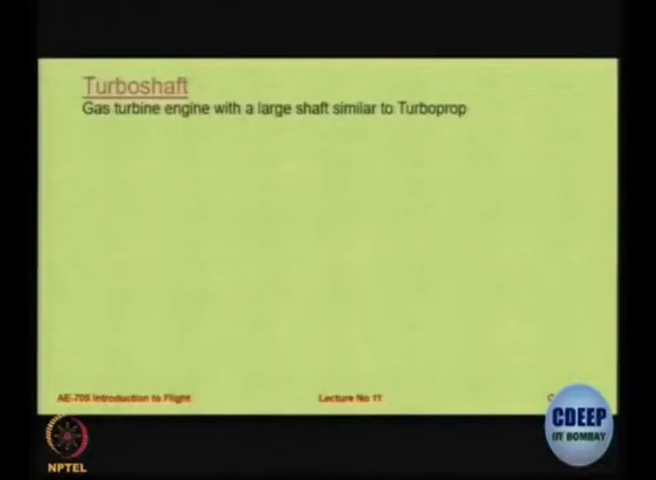 Turboshaft
Gas turbine engine with a large shaft similar to Turboprop
AE-705 Introduction to Flight
Lecture No 11
CDEEP
IIT BOMBAY
NPTEL